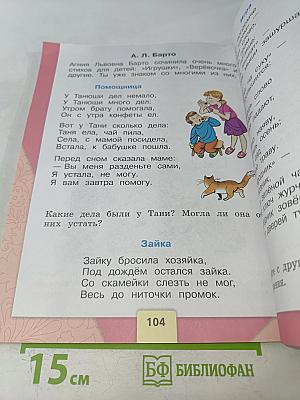 А. Л. Барто
Агния Львовна Барто сочинила очень много
стихов для детей: «Игрушки», «Верёвочка» и
другие. Ты уже знаком со многими из них.
Помощница
У Танюши дел немало,
У Танюши много дел:
Утром брату помогала,
Он с утра конфеты ел.
Вот у Тани сколько дела:
Таня ела, чай пила,
Села, с мамой посидела,
Встала, к бабушке пошла.
Перед сном сказала маме:
— Вы меня разденьте сами,
Я устала, не могу.
Я вам завтра помогу.
Какие дела были у Тани? Могла ли она от
них устать?
Зайка
Зайку бросила хозяйка,
Под дождём остался зайка.
Со скамейки слезть не мог,
Весь до ниточки промок.
104
15 см
БФ БИБЛИОФАН